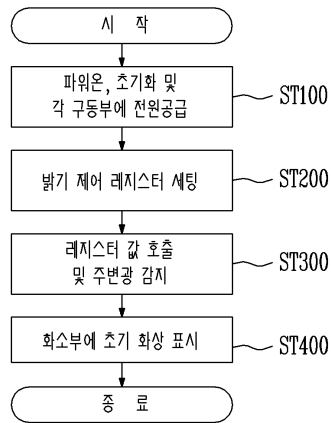 시 작
파워온, 초기화 및
각 구동부에 전원공급
ST100
밝기 제어 레지스터 세팅
ST200
레지스터 값 호출
및 주변광 감지
ST300
화소부에 초기 화상 표시
ST400
종 료